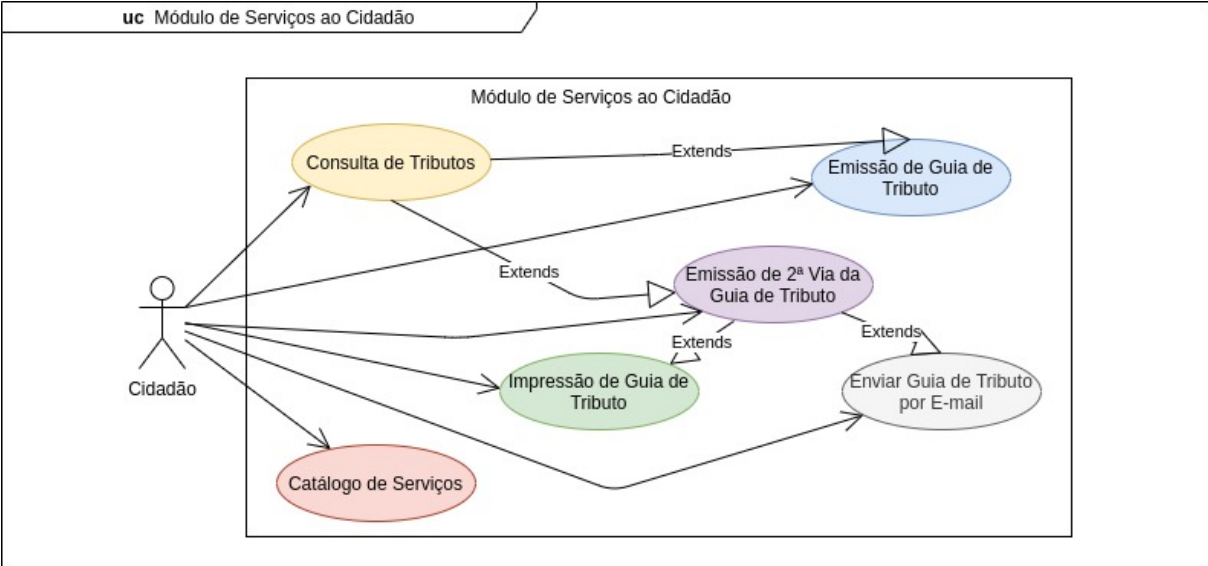 uc Módulo de Serviços ao Cidadão
Módulo de Serviços ao Cidadão
Consulta de Tributos
Extends
Emissão de Guia de
Tributo
Extends
Emissão de 2ª Via da
Guia de Tributo
Extends
Extends
Cidadão
Impressão de Guia de
Tributo
Enviar Guia de Tributo
por E-mail
Catálogo de Serviços